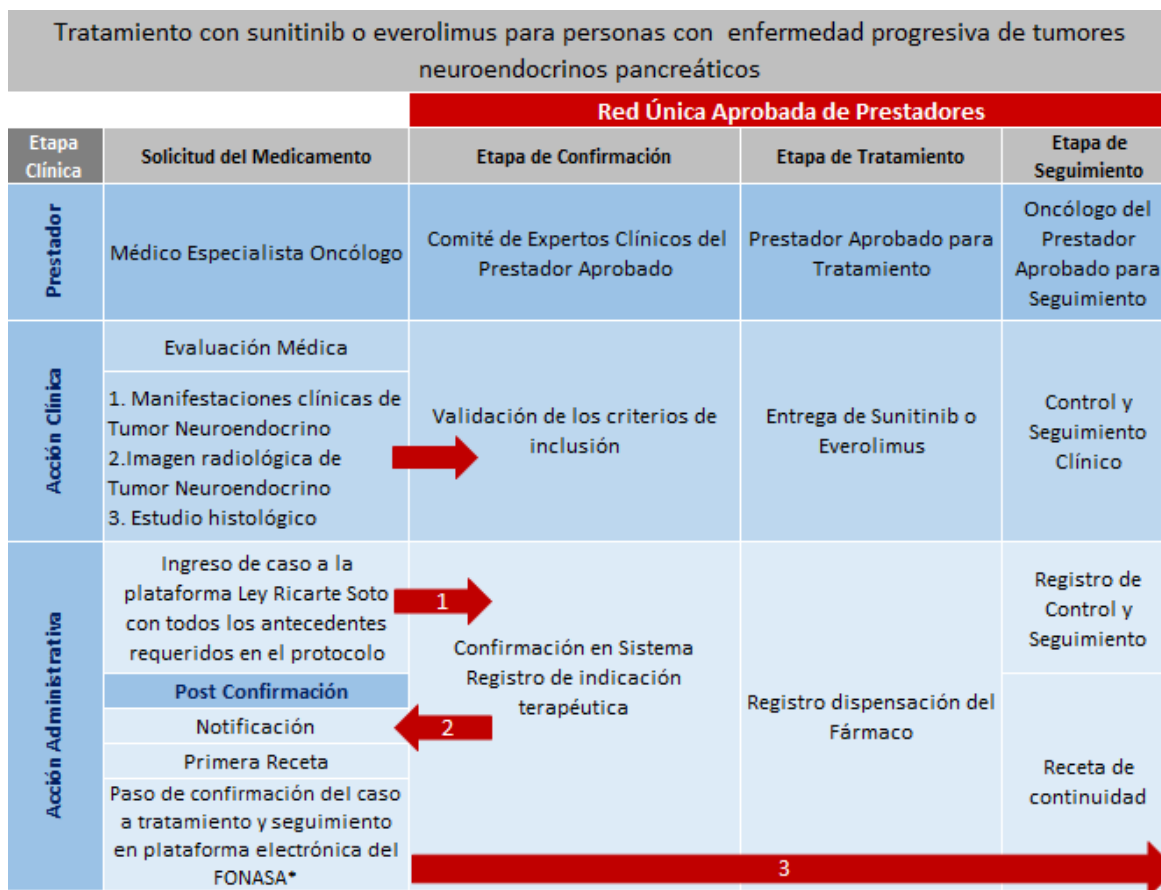 Tratamiento con sunitinib o everolimus para personas con enfermedad progresiva de tumores
neuroendocrinos pancreáticos
Red Única Aprobada de Prestadores
Etapa
Clínica
Solicitud del Medicamento
Etapa de Confirmación
Etapa de Tratamiento
Etapa de
Seguimiento
Prestador
Médico Especialista Oncólogo
Comité de Expertos Clínicos del
Prestador Aprobado
Prestador Aprobado para
Tratamiento
Oncólogo del
Prestador
Aprobado para
Seguimiento
Acción Clínica
Evaluación Médica
1. Manifestaciones clínicas de
Tumor Neuroendocrino
2.Imagen radiológica de
Tumor Neuroendocrino
3. Estudio histológico
Validación de los criterios de
inclusión
Entrega de Sunitinib o
Everolimus
Control y
Seguimiento
Clínico
Acción Administrativa
Ingreso de caso a la
plataforma Ley Ricarte Soto
con todos los antecedentes
requeridos en el protocolo
1
Post Confirmación
Notificación
2
Primera Receta
Paso de confirmación del caso
a tratamiento y seguimiento
en plataforma electrónica del
FONASA*
Confirmación en Sistema
Registro de indicación
terapéutica
Registro dispensación del
Fármaco
Registro de
Control y
Seguimiento
Receta de
continuidad
3